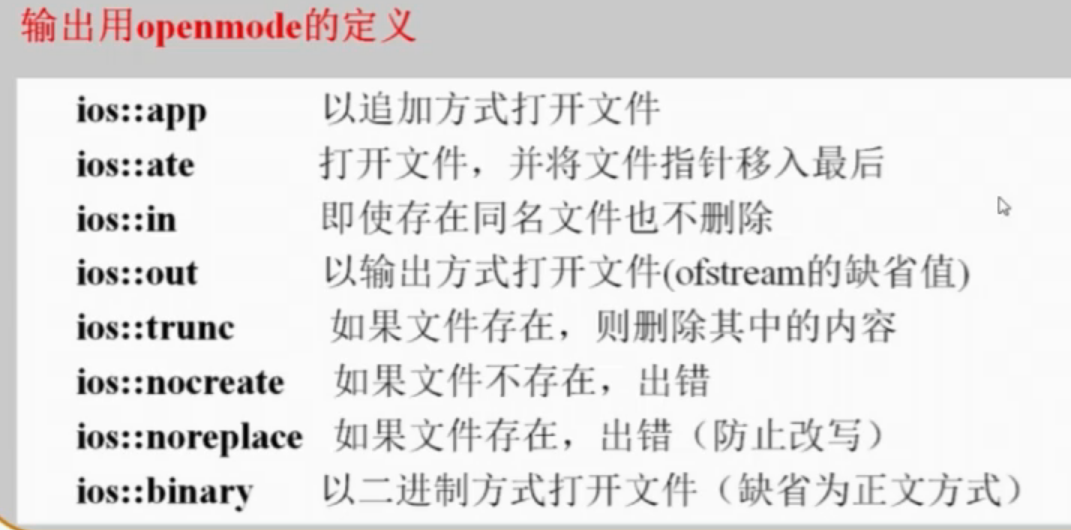 输出用openmode的定义
ios::app 以追加方式打开文件
ios::ate 打开文件，并将文件指针移入最后
ios::in 即使存在同名文件也不删除
ios::out 以输出方式打开文件(ofstream的缺省值)
ios::trunc 如果文件存在，则删除其中的内容
ios::nocreate 如果文件不存在，出错
ios::noreplace 如果文件存在，出错（防止改写）
ios::binary 以二进制方式打开文件（缺省为正文方式）